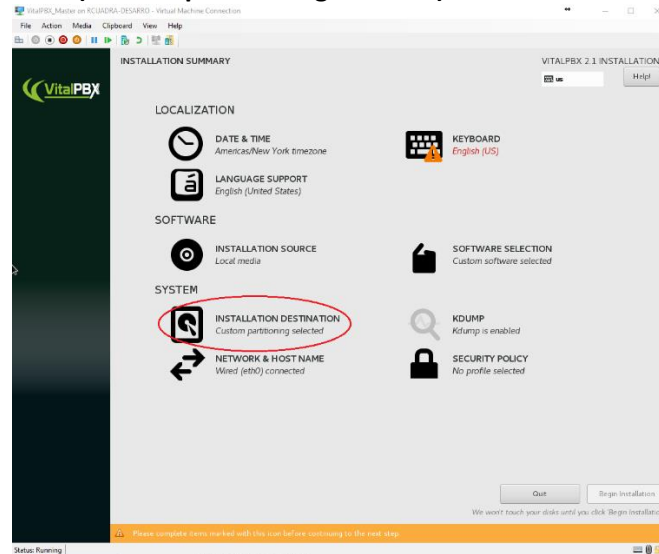 VitalPBX_Master on RCUADRA-DESARRO - Virtual Machine Connection
File Action Media Clipboard View Help
INSTALLATION SUMMARY
VITALPBX 2.1 INSTALLATION
us
Help!
VitalPBX
LOCALIZATION
DATE & TIME
Americas/New York timezone
KEYBOARD
English (US)
LANGUAGE SUPPORT
English (United States)
SOFTWARE
INSTALLATION SOURCE
Local media
SOFTWARE SELECTION
Custom software selected
SYSTEM
INSTALLATION DESTINATION
Custom partitioning selected
KDUMP
Kdump is enabled
NETWORK & HOST NAME
Wired (eth0) connected
SECURITY POLICY
No profile selected
Quit
Begin Installation
We won't touch your disks until you click 'Begin Installatio
Please complete items marked with this icon before continuing to the next step.
Status: Running